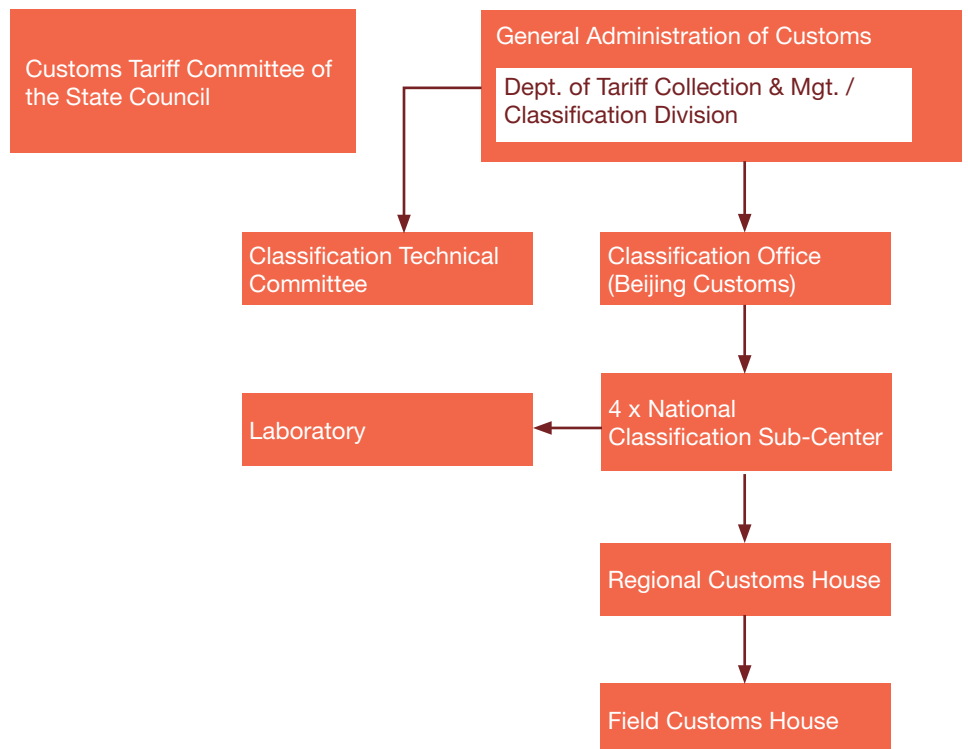 Customs Tariff Committee of
the State Council
General Administration of Customs
Dept. of Tariff Collection & Mgt. /
Classification Division
Classification Technical
Committee
Classification Office
(Beijing Customs)
Laboratory
4 x National
Classification Sub-Center
Regional Customs House
Field Customs House